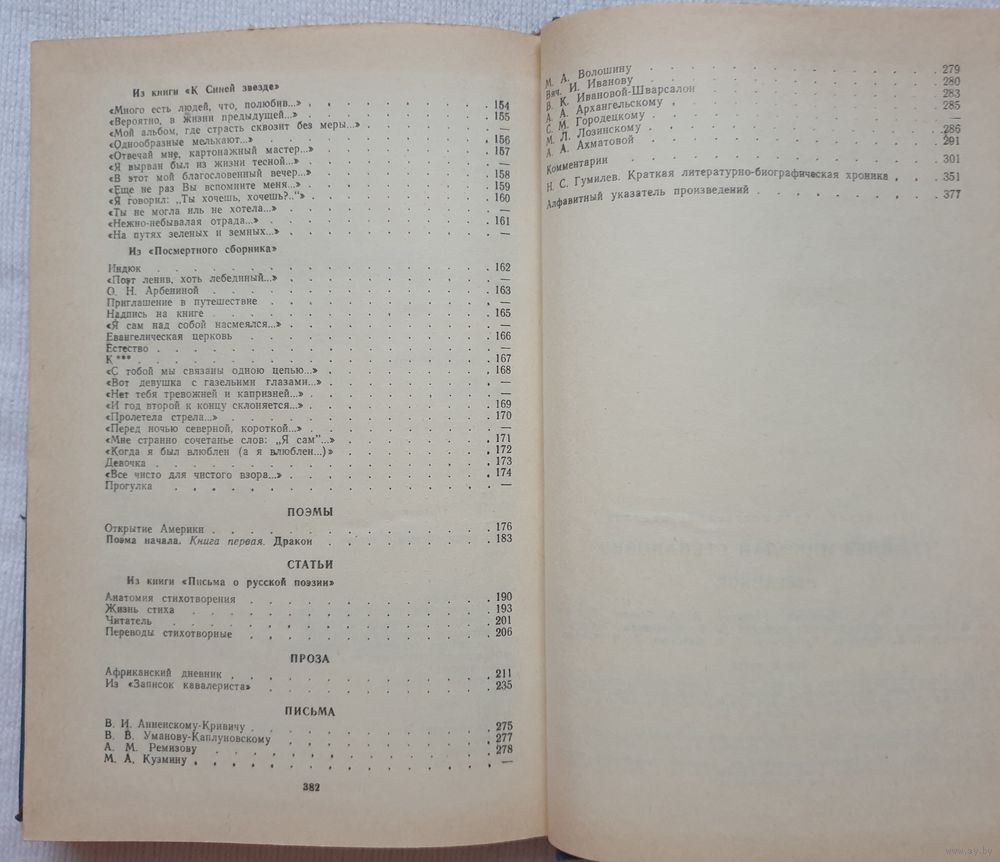 Из книги «К Синей звезде»
«Много есть людей, что, полюбив...» . 154
«Вероятно, в жизни предыдущей...» . 155
«Мой альбом, где страсть сквозит без меры...» . —
«Однообразные мелькают...» . 156
«Отвечай мне, картонажный мастер...» . 157
«Я вырван был из жизни тесной...» . —
«В этот мой благословенный вечер...» . 158
«Еще не раз Вы вспомните меня...» . 159
«Я говорил: „Ты хочешь, хочешь?.."» . 160
«Ты не могла иль не хотела...» . —
«Нежно-небывалая отрада...» . 161
«На путях зеленых и земных...» . —
Из «Посмертного сборника»
Индюк . 162
«Поэт ленив, хоть лебединый...» . —
О. Н. Арбениной . 163
Приглашение в путешествие . —
Надпись на книге . 165
«Я сам над собой насмеялся...» . —
Евангелическая церковь . 166
Естество . —
К *** . 167
«С тобой мы связаны одною цепью...» . 168
«Вот девушка с газельими глазами...» . —
«Нет тебя тревожней и капризней...» . —
«И год второй к концу склоняется...» . 169
«Пролетела стрела...» . 170
«Перед ночью северной, короткой...» . —
«Мне странно сочетанье слов: „Я сам"...» . 171
«Когда я был влюблен (а я влюблен...)» . 172
Девочка . 173
«Все чисто для чистого взора...» . 174
Прогулка . —
ПОЭМЫ
Открытие Америки . 176
Поэма начала. Книга первая. Дракон . 183
СТАТЬИ
Из книги «Письма о русской поэзии»
Анатомия стихотворения . 190
Жизнь стиха . 193
Читатель . 201
Переводы стихотворные . 206
ПРОЗА
Африканский дневник . 211
Из «Записок кавалериста» . 235
ПИСЬМА
В. И. Анненскому-Кривичу . 275
В. В. Уманову-Каплуновскому . 277
А. М. Ремизову . 278
М. А. Кузмину . —
382
М. А. Волошину . 279
Вяч. И. Иванову . 280
В. К. Ивановой-Шварсалон . 283
А. А. Архангельскому . 285
С. М. Городецкому . —
М. Л. Лозинскому . 286
А. А. Ахматовой . 291
Комментарии . 301
Н. С. Гумилев. Краткая литературно-биографическая хроника . 351
Алфавитный указатель произведений . 377
www.ay.by